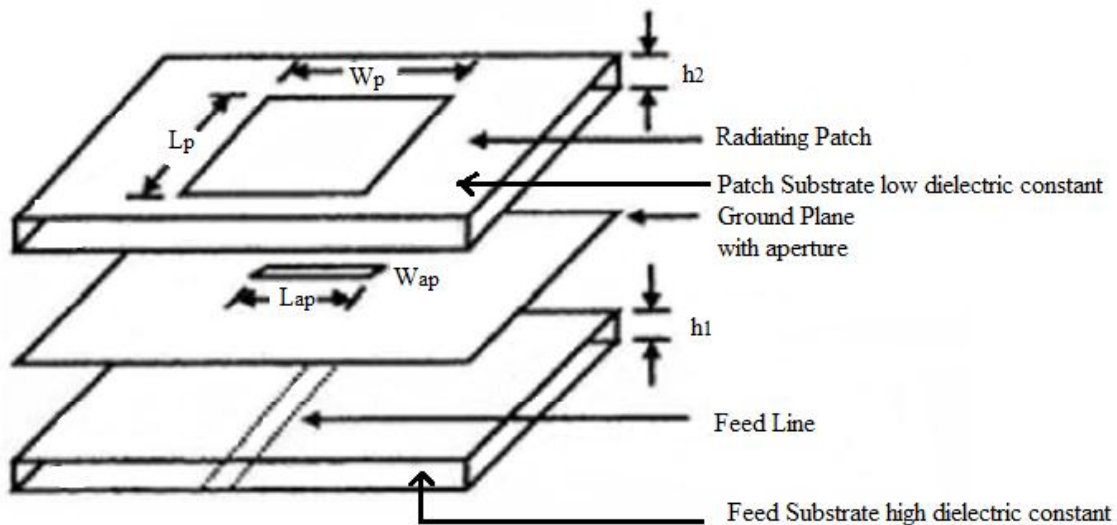 Wp
h2
Lp
Radiating Patch
Patch Substrate low dielectric constant
Ground Plane
with aperture
Wap
Lap
h1
Feed Line
Feed Substrate high dielectric constant